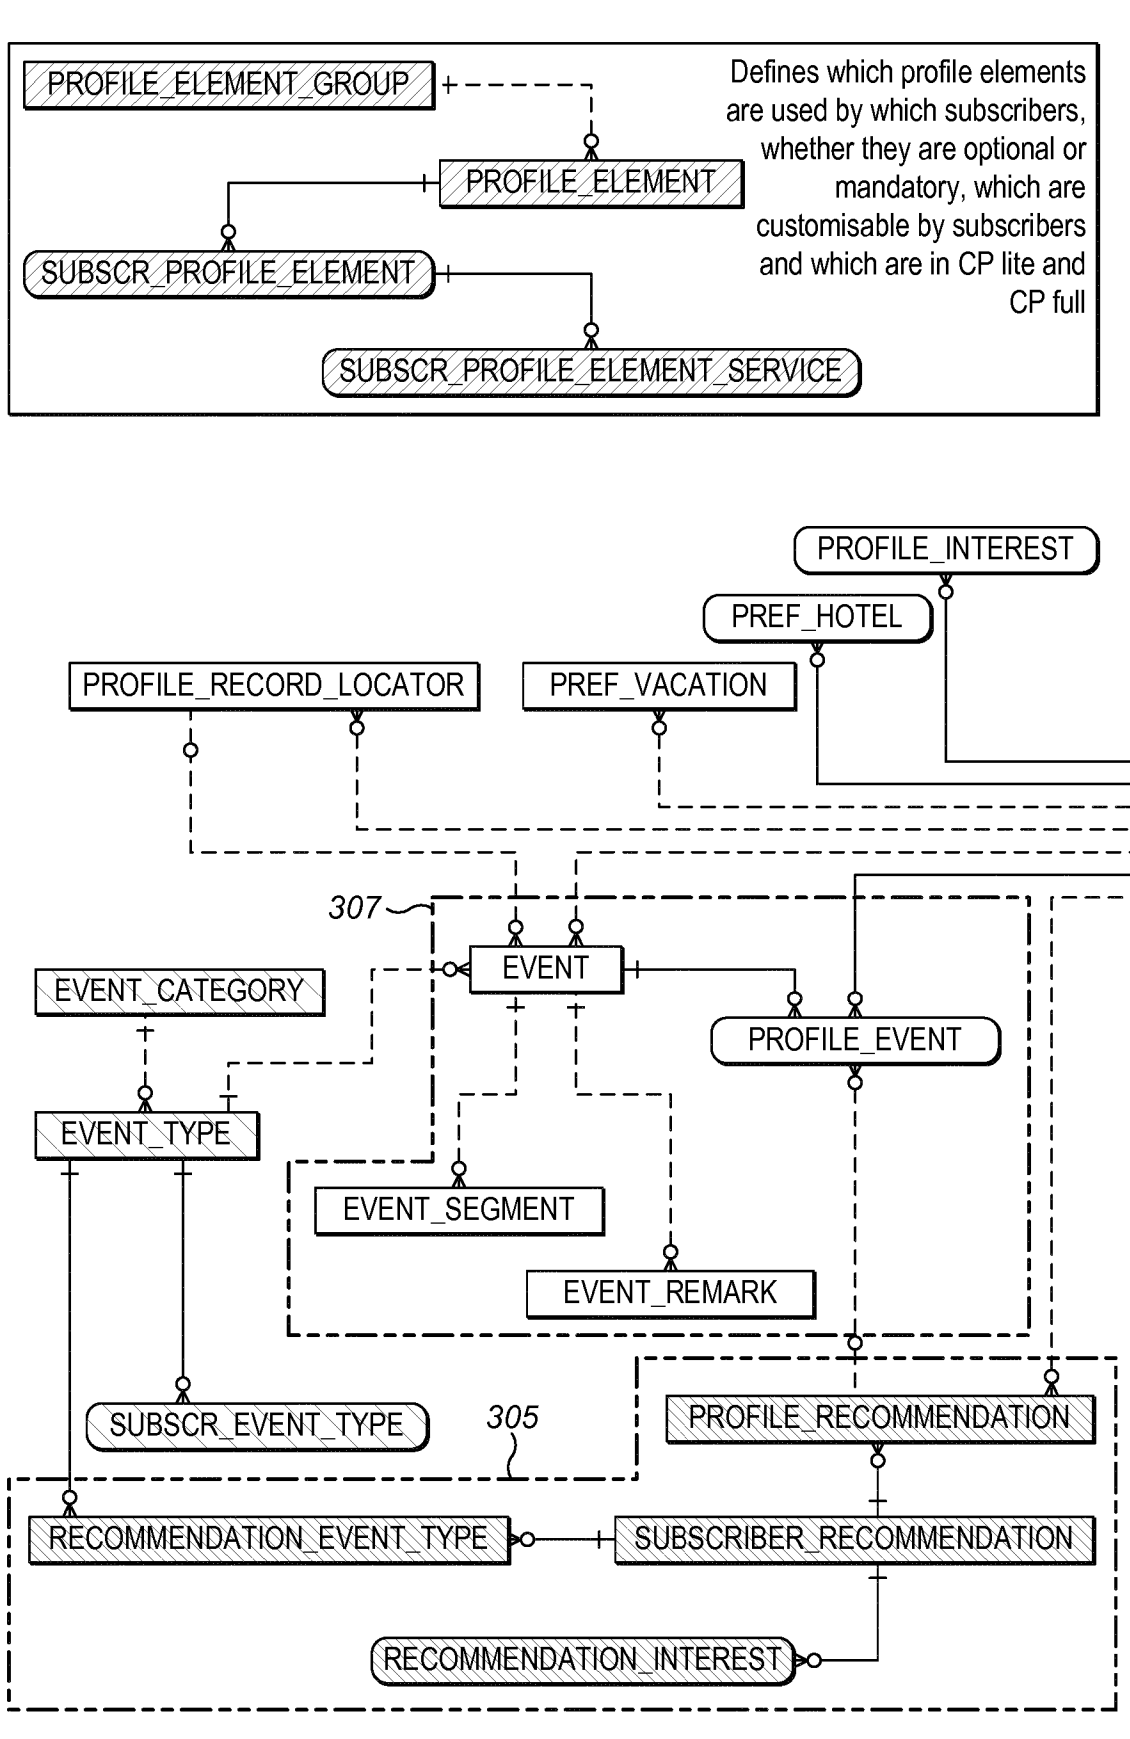 PROFILE_ELEMENT_GROUP
Defines which profile elements
are used by which subscribers,
whether they are optional or
mandatory, which are
customisable by subscribers
and which are in CP lite and
CP full
PROFILE_ELEMENT
SUBSCR_PROFILE_ELEMENT
SUBSCR_PROFILE_ELEMENT_SERVICE
PROFILE_INTEREST
PREF_HOTEL
PROFILE_RECORD_LOCATOR
PREF_VACATION
307
EVENT
EVENT_CATEGORY
PROFILE_EVENT
EVENT_TYPE
EVENT_SEGMENT
EVENT_REMARK
SUBSCR_EVENT_TYPE
305
PROFILE_RECOMMENDATION
RECOMMENDATION_EVENT_TYPE
SUBSCRIBER_RECOMMENDATION
RECOMMENDATION_INTEREST